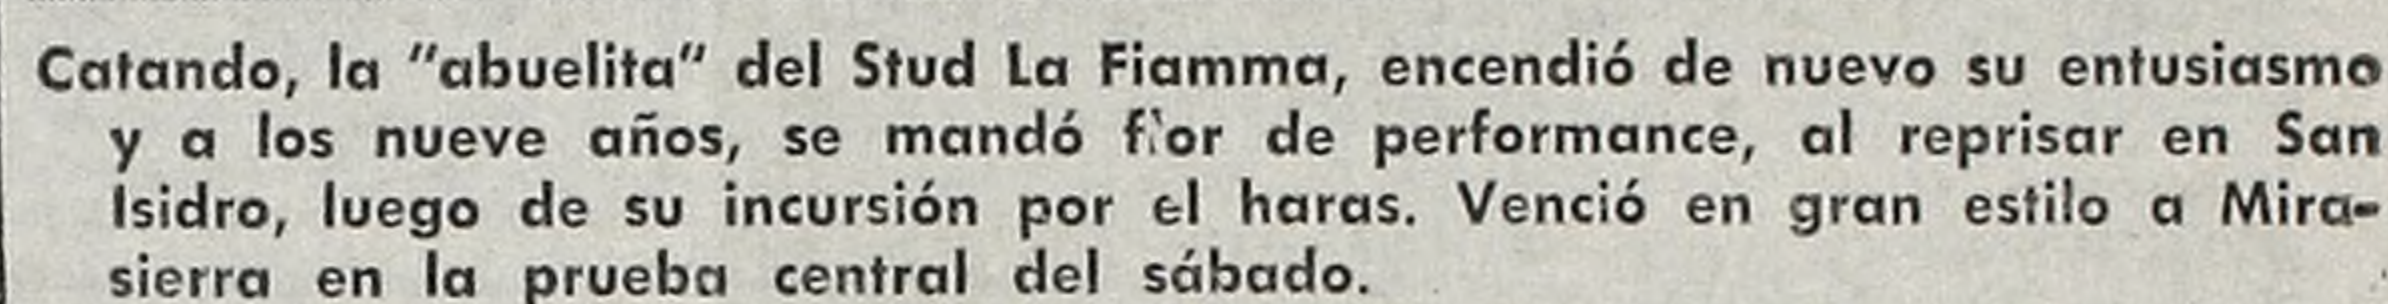 Catando, la "abuelita" del Stud La Fiamma, encendió de nuevo su entusiasmo
y a los nueve años, se mandó flor de performance, al reprisar en San
Isidro, luego de su incursión por el haras. Venció en gran estilo a Mira-
sierra en la prueba central del sábado.